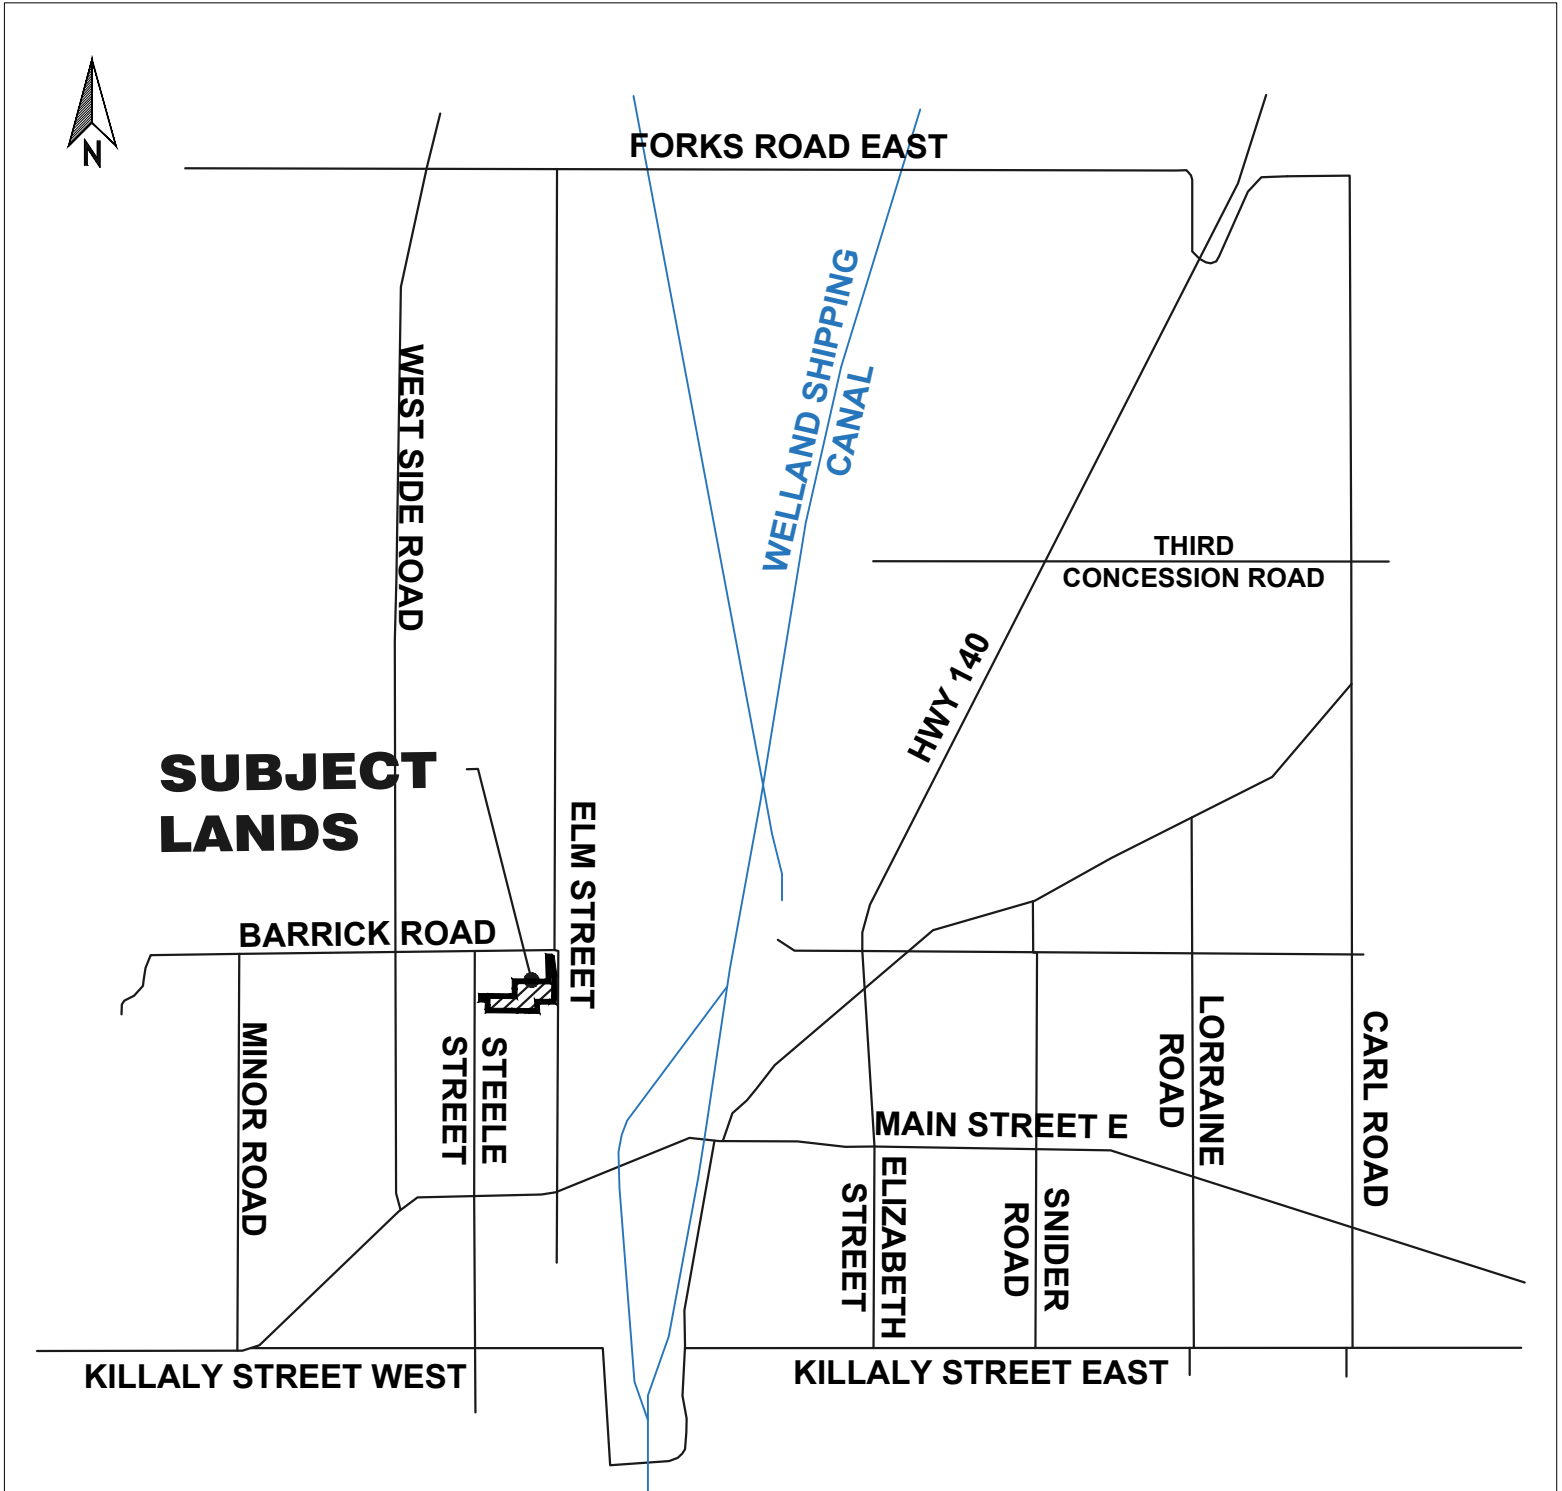 N
FORKS ROAD EAST
WELLAND SHIPPING
CANAL
WEST SIDE ROAD
THIRD
CONCESSION ROAD
HWY 140
SUBJECT
LANDS
ELM STREET
BARRICK ROAD
MINOR ROAD
STEELE
STREET
LORRAINE
ROAD
CARL ROAD
MAIN STREET E
ELIZABETH
STREET
SNIDER
ROAD
KILLALY STREET WEST
KILLALY STREET EAST